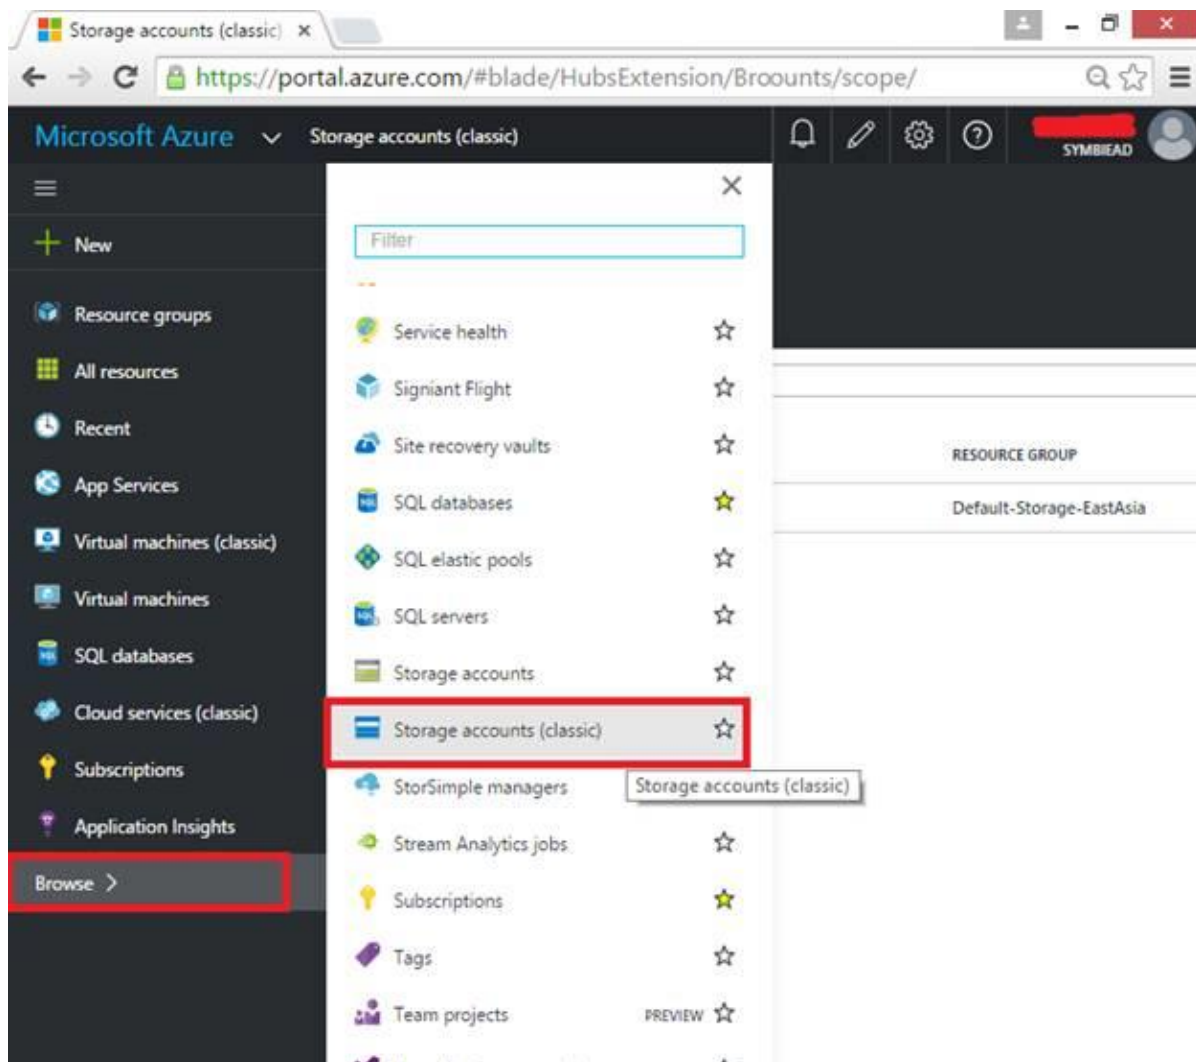 Storage accounts (classic)
https://portal.azure.com/#blade/HubsExtension/Broounts/scope/
Microsoft Azure Storage accounts (classic)
SYMBIEAD
New
Resource groups
All resources
Recent
App Services
Virtual machines (classic)
Virtual machines
SQL databases
Cloud services (classic)
Subscriptions
Application Insights
Browse >
Filter
Service health
Signiant Flight
Site recovery vaults
SQL databases
SQL elastic pools
SQL servers
Storage accounts
Storage accounts (classic)
Storage accounts (classic)
StorSimple managers
Stream Analytics jobs
Subscriptions
Tags
Team projects PREVIEW
RESOURCE GROUP
Default-Storage-EastAsia